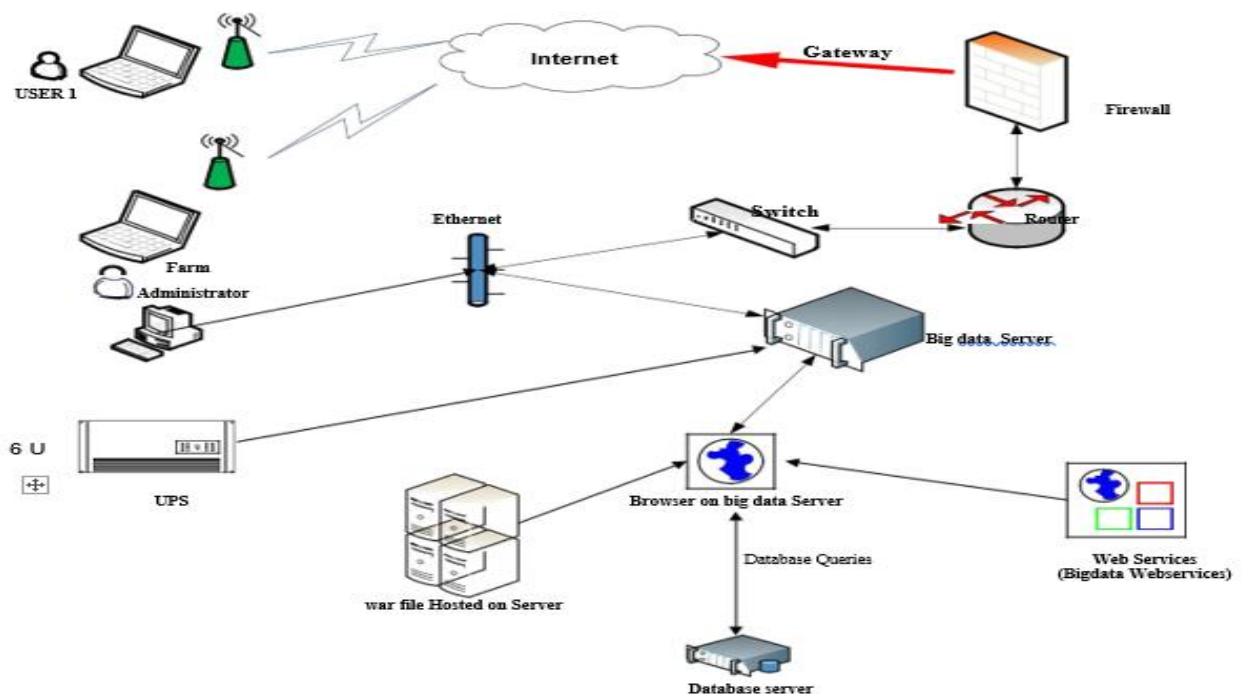 Internet
Gateway
USER 1
Firewall
Ethernet
Switch
Router
Farm
Administrator
Big data Server
6 U
UPS
Browser on big data Server
Database Queries
Web Services
(Bigdata Webservices)
war file Hosted on Server
Database server